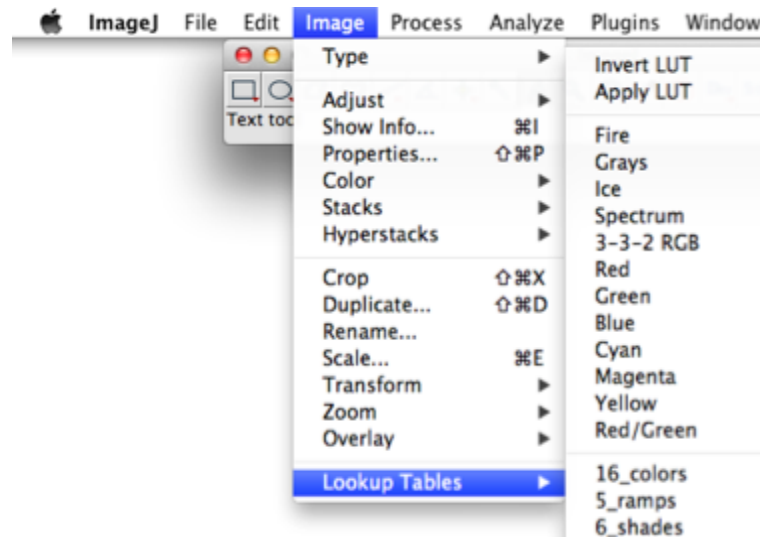 ImageJ File Edit Image Process Analyze Plugins Window
Text too
Type
Adjust
Show Info... ⌘I
Properties... ⇧⌘P
Color
Stacks
Hyperstacks
Crop ⇧⌘X
Duplicate... ⇧⌘D
Rename...
Scale... ⌘E
Transform
Zoom
Overlay
Lookup Tables
Invert LUT
Apply LUT
Fire
Grays
Ice
Spectrum
3-3-2 RGB
Red
Green
Blue
Cyan
Magenta
Yellow
Red/Green
16_colors
5_ramps
6_shades